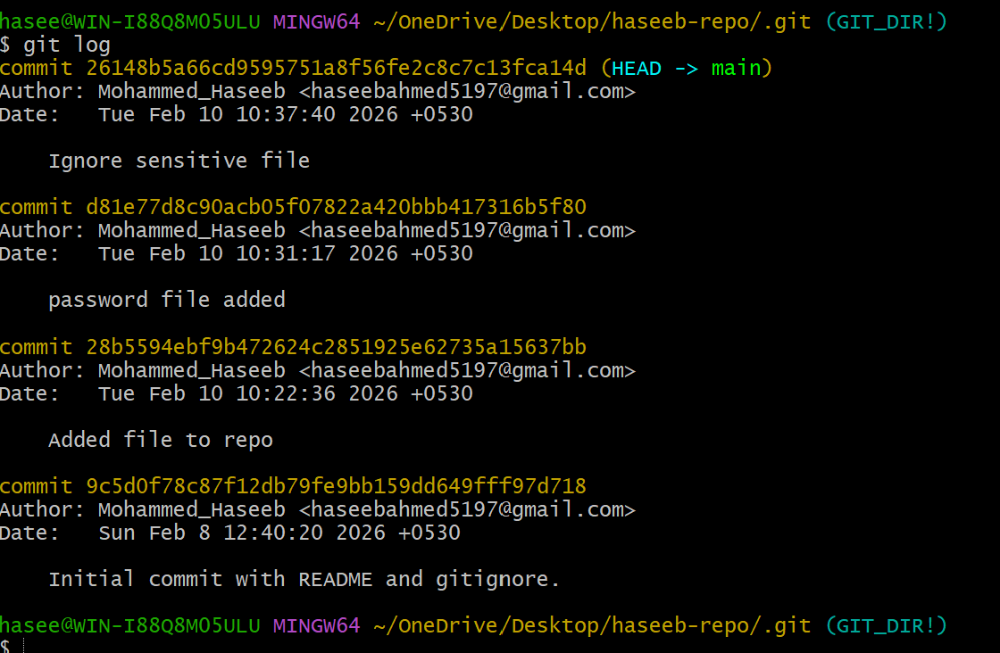 hasee@WIN-I88Q8MO5ULU MINGW64 ~/OneDrive/Desktop/haseeb-repo/.git (GIT_DIR!)
$ git log
commit 26148b5a66cd9595751a8f56fe2c8c7c13fca14d (HEAD -> main)
Author: Mohammed_Haseeb <haseebahmed5197@gmail.com>
Date:   Tue Feb 10 10:37:40 2026 +0530
    Ignore sensitive file
commit d81e77d8c90acb05f07822a420bbb417316b5f80
Author: Mohammed_Haseeb <haseebahmed5197@gmail.com>
Date:   Tue Feb 10 10:31:17 2026 +0530
    password file added
commit 28b5594ebf9b472624c2851925e62735a15637bb
Author: Mohammed_Haseeb <haseebahmed5197@gmail.com>
Date:   Tue Feb 10 10:22:36 2026 +0530
    Added file to repo
commit 9c5d0f78c87f12db79fe9bb159dd649fff97d718
Author: Mohammed_Haseeb <haseebahmed5197@gmail.com>
Date:   Sun Feb 8 12:40:20 2026 +0530
    Initial commit with README and gitignore.
hasee@WIN-I88Q8MO5ULU MINGW64 ~/OneDrive/Desktop/haseeb-repo/.git (GIT_DIR!)
$